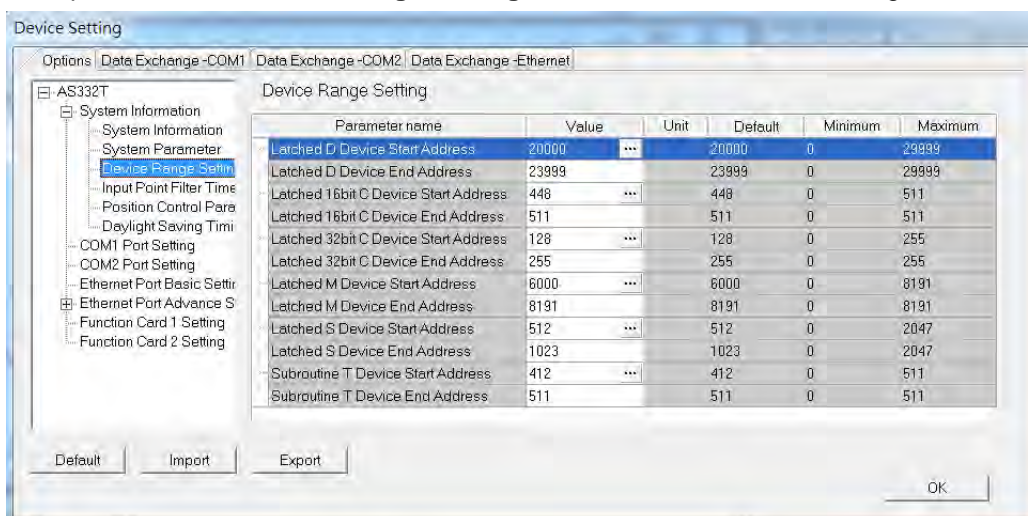 Device Setting
Options Data Exchange -COM1 Data Exchange -COM2 Data Exchange -Ethernet
AS332T
System Information
System Information
System Parameter
Device Range Settin
Input Point Filter Time
Position Control Para
Daylight Saving Timi
COM1 Port Setting
COM2 Port Setting
Ethernet Port Basic Settin
Ethernet Port Advance S
Function Card 1 Setting
Function Card 2 Setting
Device Range Setting
Parameter name Value Unit Default Minimum Maximum
Latched D Device Start Address 20000 ... 20000 0 29999
Latched D Device End Address 23999 23999 0 29999
Latched 16bit C Device Start Address 448 ... 448 0 511
Latched 16bit C Device End Address 511 511 0 511
Latched 32bit C Device Start Address 128 ... 128 0 255
Latched 32bit C Device End Address 255 255 0 255
Latched M Device Start Address 6000 ... 6000 0 8191
Latched M Device End Address 8191 8191 0 8191
Latched S Device Start Address 512 ... 512 0 2047
Latched S Device End Address 1023 1023 0 2047
Subroutine T Device Start Address 412 ... 412 0 511
Subroutine T Device End Address 511 511 0 511
Default Import Export
OK